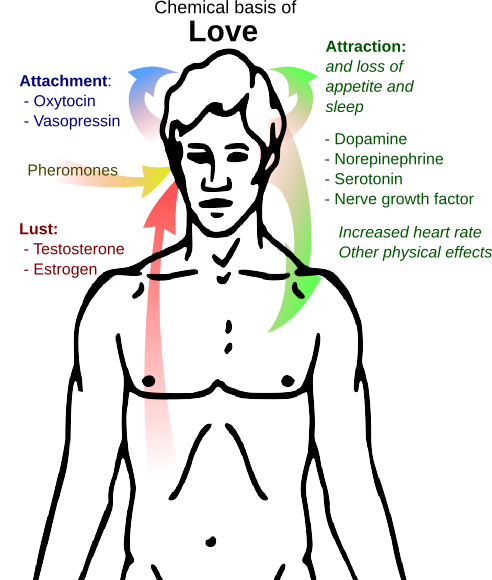 Chemical basis of
Love
Attachment:
- Oxytocin
- Vasopressin
Pheromones
Lust:
- Testosterone
- Estrogen
Attraction:
and loss of
appetite and
sleep
- Dopamine
- Norepinephrine
- Serotonin
- Nerve growth factor
Increased heart rate
Other physical effects